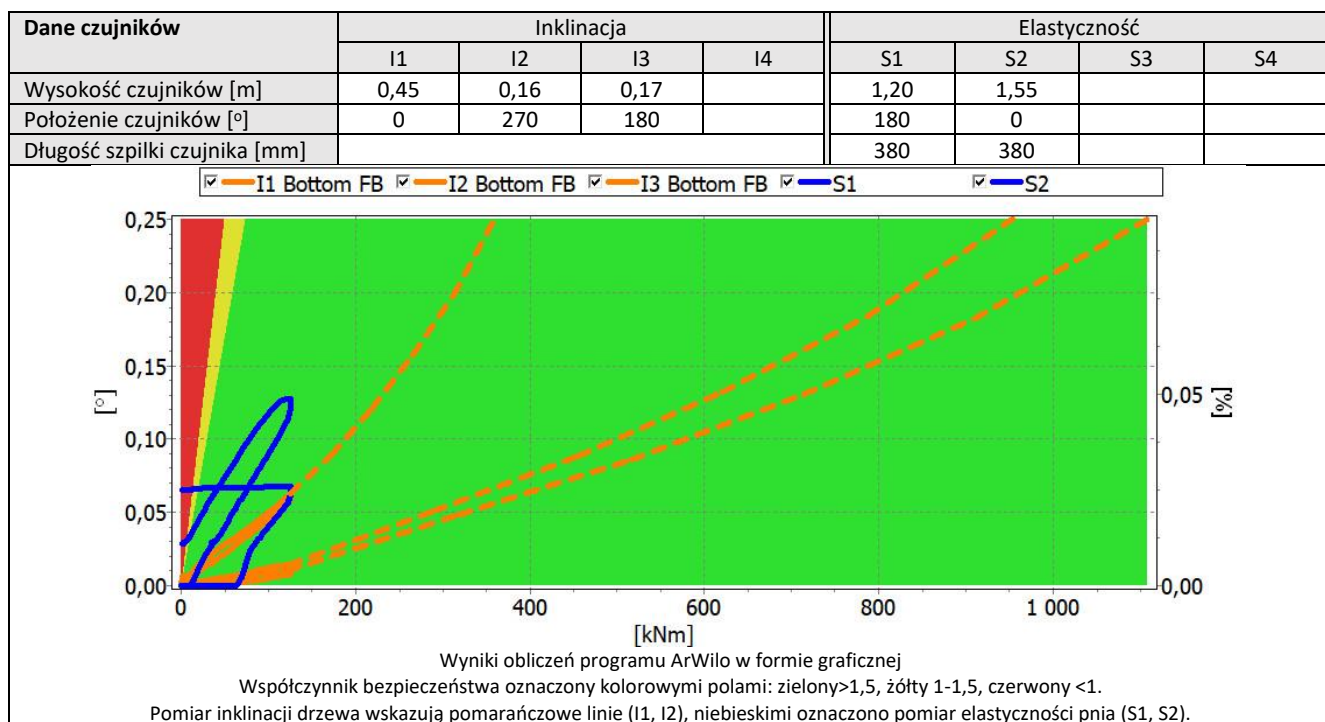 Dane czujników Inklinacja Elastyczność
I1 I2 I3 I4 S1 S2 S3 S4
Wysokość czujników [m] 0,45 0,16 0,17 1,20 1,55
Położenie czujników [º] 0 270 180 180 0
Długość szpilki czujnika [mm] 380 380
I1 Bottom FB I2 Bottom FB I3 Bottom FB S1 S2
0,25
0,20
0,15
0,10
0,05
0,00
[°]
0,05
0,00
[%]
0 200 400 600 800 1 000
[kNm]
Wyniki obliczeń programu ArWilo w formie graficznej
Współczynnik bezpieczeństwa oznaczony kolorowymi polami: zielony>1,5, żółty 1-1,5, czerwony <1.
Pomiar inklinacji drzewa wskazują pomarańczowe linie (I1, I2), niebieskimi oznaczono pomiar elastyczności pnia (S1, S2).